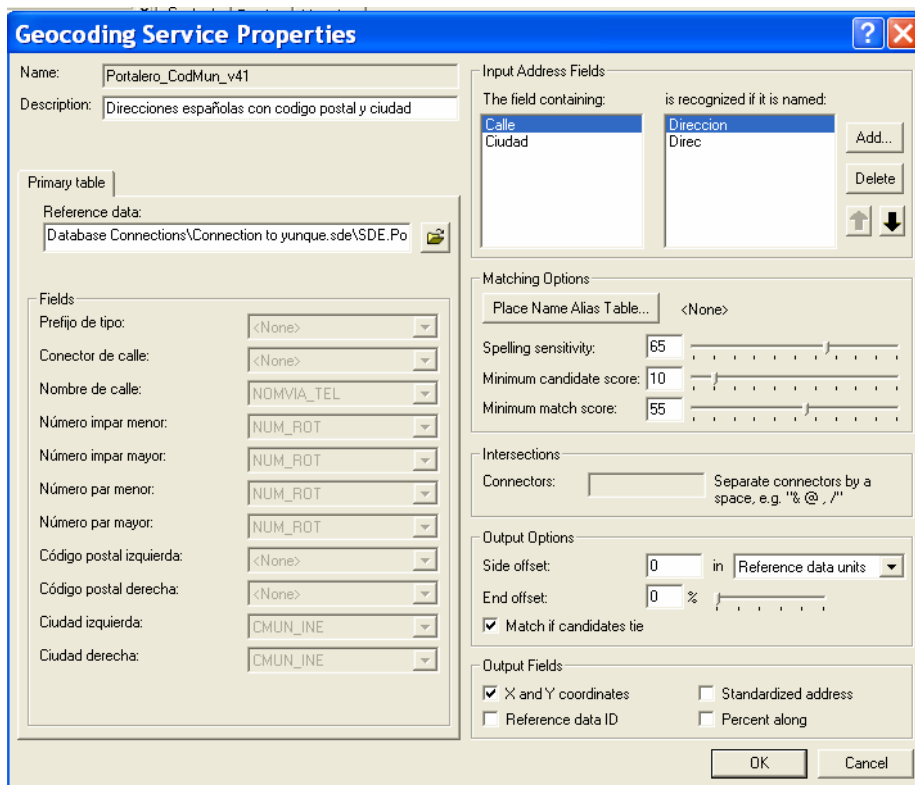 Geocoding Service Properties
Name: Portalero_CodMun_v41
Description: Direcciones españolas con codigo postal y ciudad
Primary table
Reference data:
Database Connections\Connection to yunque.sde\SDE.Po
Fields
Prefijo de tipo: <None>
Conector de calle: <None>
Nombre de calle: NOMVIA_TEL
Número impar menor: NUM_ROT
Número impar mayor: NUM_ROT
Número par menor: NUM_ROT
Número par mayor: NUM_ROT
Código postal izquierda: <None>
Código postal derecha: <None>
Ciudad izquierda: CMUN_INE
Ciudad derecha: CMUN_INE
Input Address Fields
The field containing: is recognized if it is named:
Calle Direccion
Ciudad Direc
Add...
Delete
Matching Options
Place Name Alias Table... <None>
Spelling sensitivity: 65
Minimum candidate score: 10
Minimum match score: 55
Intersections
Connectors: Separate connectors by a
space, e.g. "& @ , /"
Output Options
Side offset: 0 in Reference data units
End offset: 0 %
Match if candidates tie
Output Fields
X and Y coordinates Standardized address
Reference data ID Percent along
OK Cancel